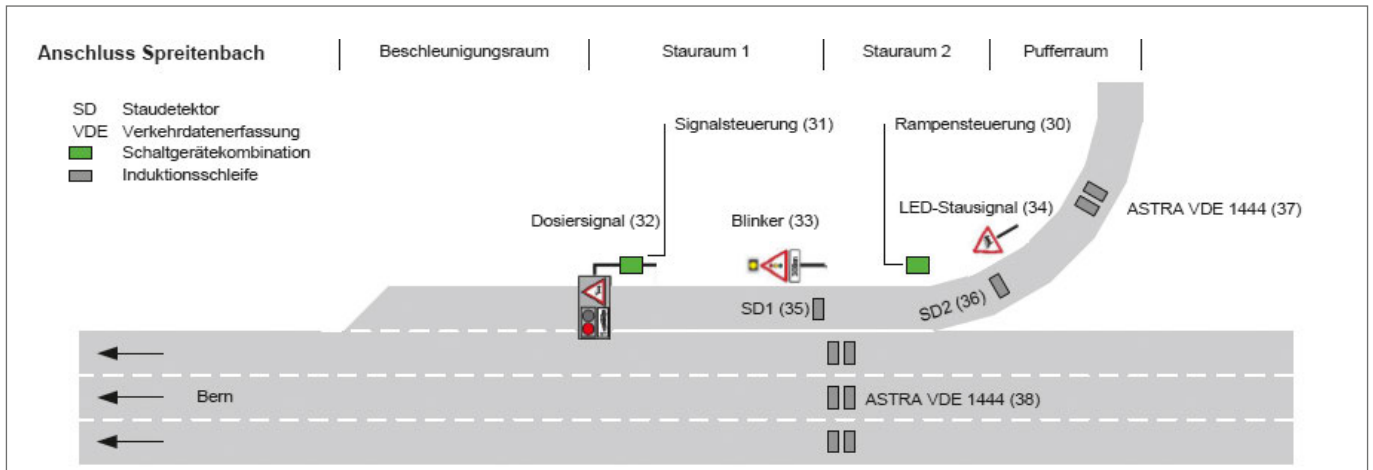 Anschluss Spreitenbach
Beschleunigungsraum
Stauraum 1
Stauraum 2
Pufferraum
SD Staudetektor
VDE Verkehrdatenerfassung
Schaltgerätekombination
Induktionsschleife
Signalsteuerung (31)
Rampensteuerung (30)
Dosiersignal (32)
Blinker (33)
LED-Stausignal (34)
ASTRA VDE 1444 (37)
SD1 (35)
SD2 (36)
Bern
ASTRA VDE 1444 (38)